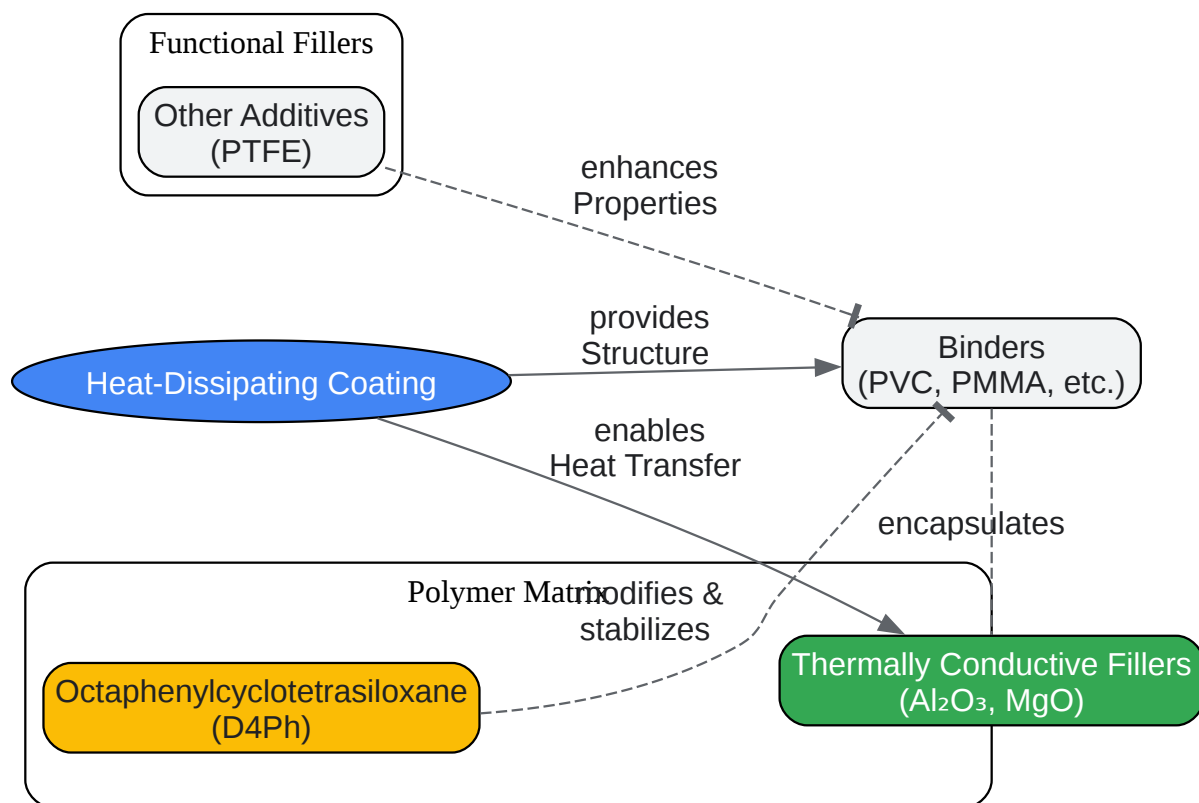 Functional Fillers
Other Additives
(PTFE)
enhances
Properties
provides
Structure
Binders
(PVC, PMMA, etc.)
Heat-Dissipating Coating
enables
Heat Transfer
encapsulates
Polymer Matrix
modifies &
stabilizes
Octaphenylcyclotetrasiloxane
(D4Ph)
Thermally Conductive Fillers
(Al₂O₃, MgO)